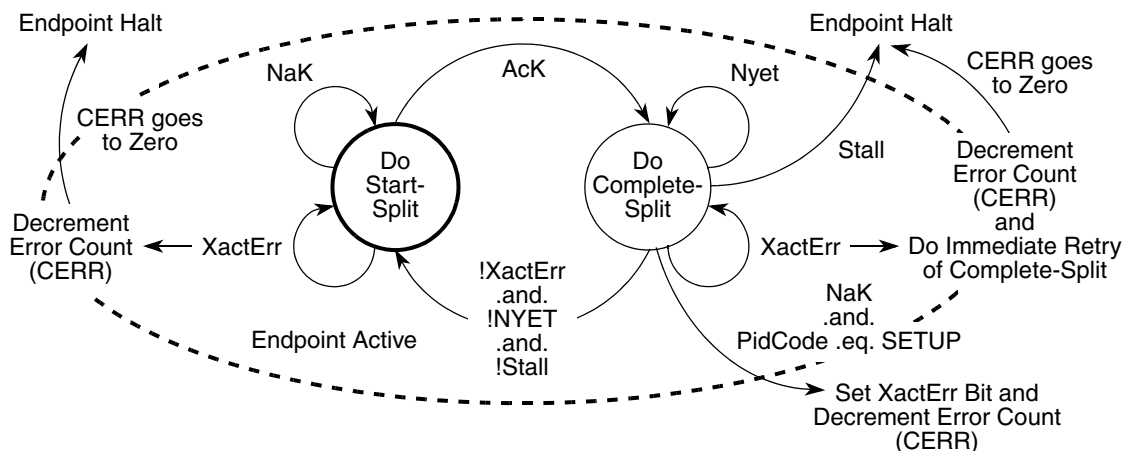 Endpoint Halt
Endpoint Halt
NaK
AcK
Nyet
CERR goes
to Zero
CERR goes
to Zero
Do
Start-
Split
Do
Complete-
Split
Stall
Decrement
Error Count
(CERR)
and
Do Immediate Retry
of Complete-Split
Decrement
Error Count
(CERR)
XactErr
XactErr
!XactErr
.and.
!NYET
.and.
!Stall
Endpoint Active
NaK
.and.
PidCode .eq. SETUP
Set XactErr Bit and
Decrement Error Count
(CERR)